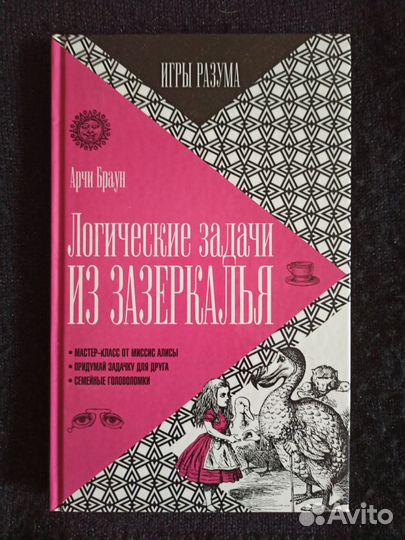 ИГРЫ РАЗУМА
Арчи Браун
Логические задачи
ИЗ ЗАЗЕРКАЛЬЯ
• МАСТЕР-КЛАСС ОТ МИССИС АЛИСЫ
• ПРИДУМАЙ ЗАДАЧКУ ДЛЯ ДРУГА
• СЕМЕЙНЫЕ ГОЛОВОЛОМКИ
Avito